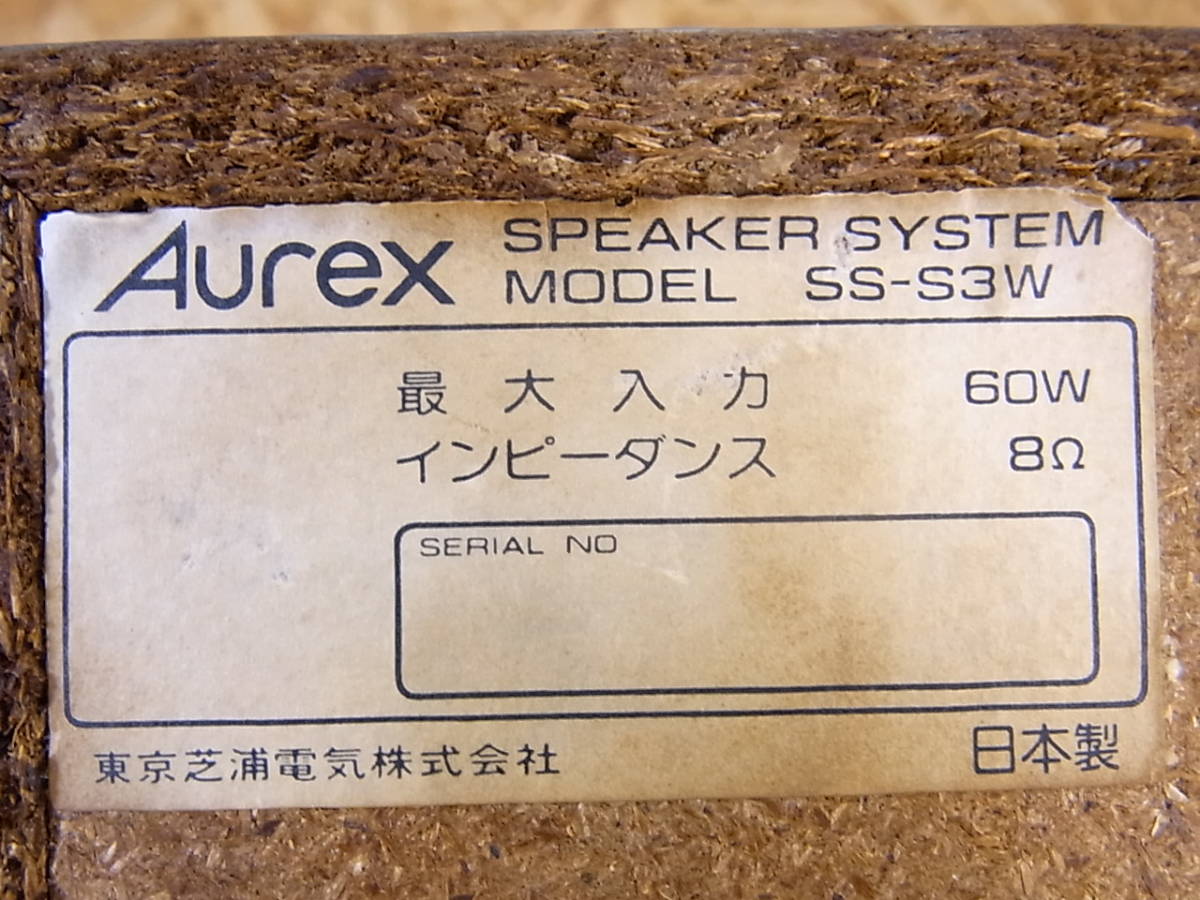 Aurex
SPEAKER SYSTEM
MODEL SS-S3W
最大入力 60W
インピーダンス 8Ω
SERIAL NO
東京芝浦電気株式会社
日本製